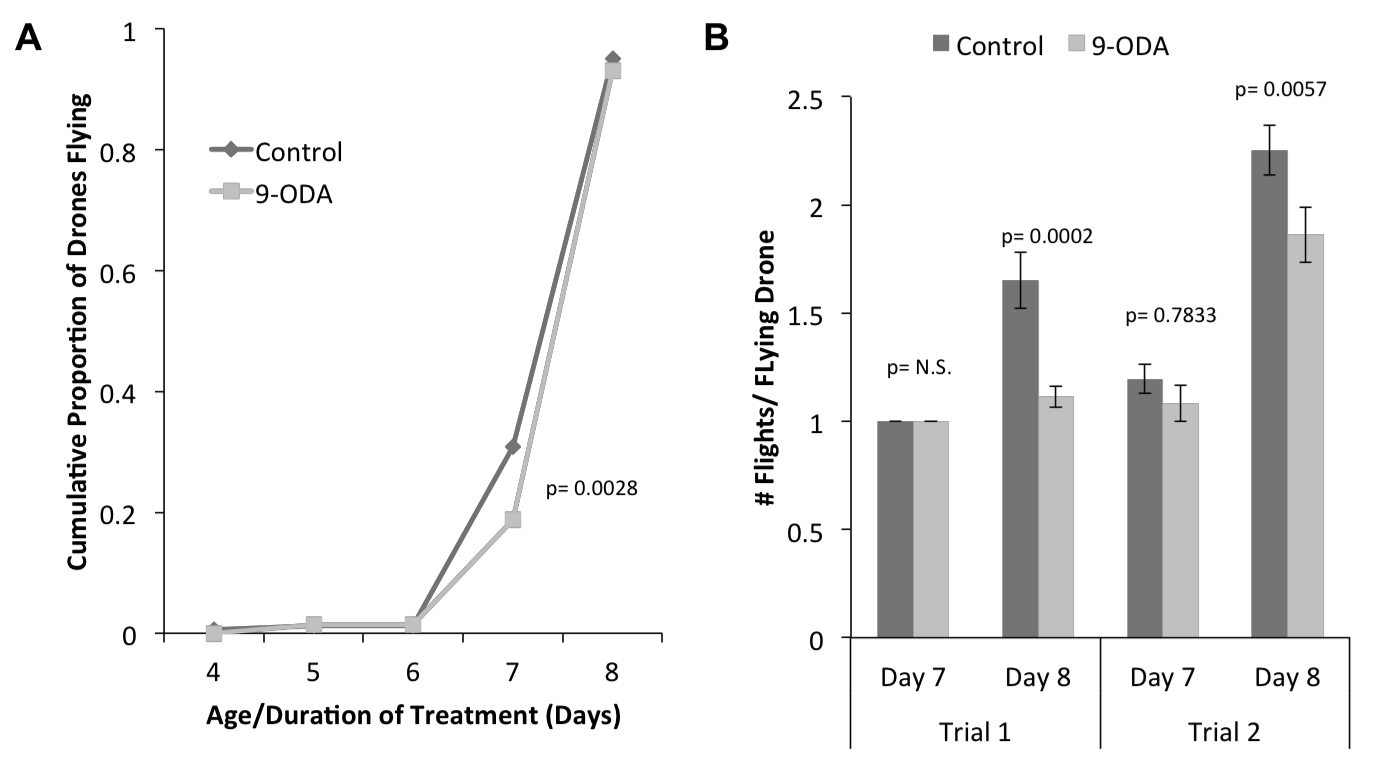 A
Cumulative Proportion of Drones Flying
1
0.8
0.6
0.4
0.2
0
Control
9-ODA
p= 0.0028
4 5 6 7 8
Age/Duration of Treatment (Days)
B
Control 9-ODA
# Flights/ FLying Drone
2.5
2
1.5
1
0.5
0
p= N.S.
p= 0.0002
p= 0.7833
p= 0.0057
Day 7 Day 8 Day 7 Day 8
Trial 1 Trial 2